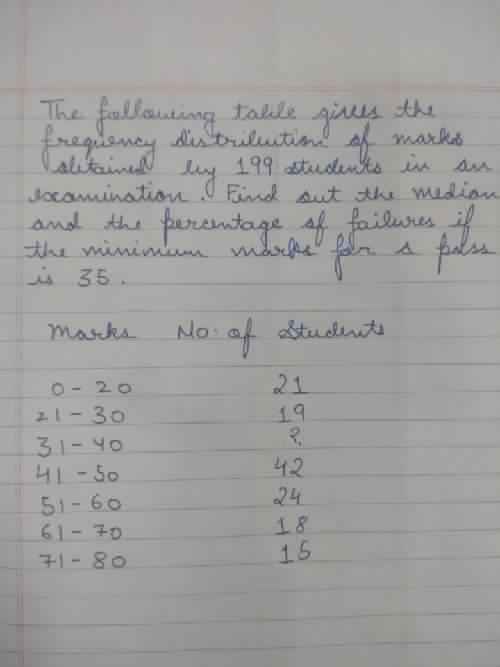 The following table gives the
frequency distribution of marks
obtained by 199 students in an
examination. Find out the median
and the percentage of failures if
the minimum marks for a pass
is 35.
Marks No: of Students
0-20 21
21-30 19
31-40 ?
41-50 42
51-60 24
61-70 18
71-80 15